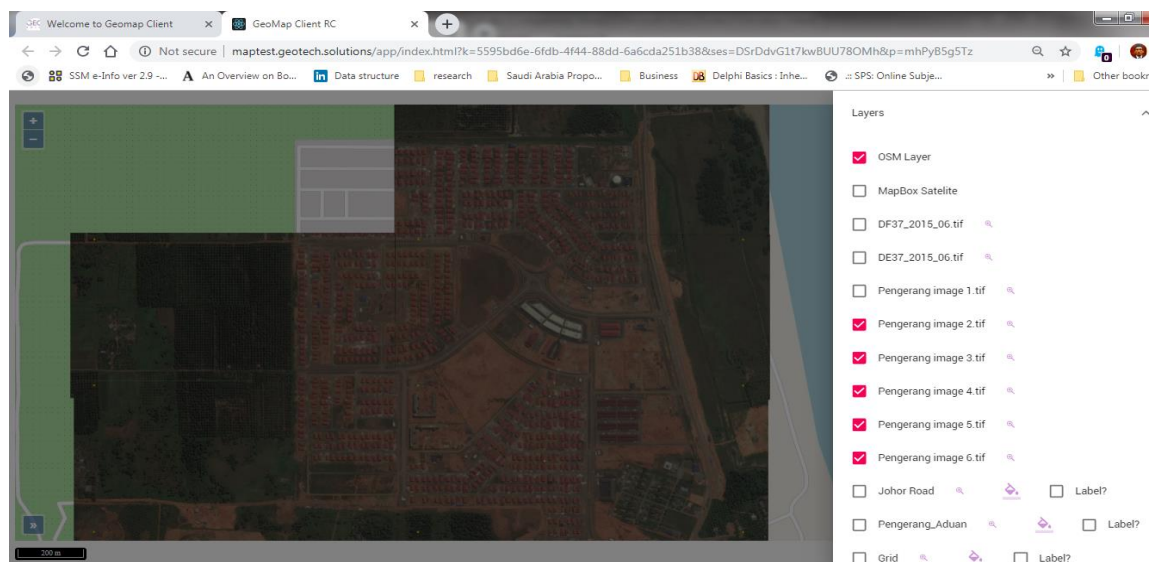 Welcome to Geomap Client
GeoMap Client RC
Not secure | maptest.geotech.solutions/app/index.html?k=5595bd6e-6fdb-4f44-88dd-6a6cda251b38&ses=DSrDdvG1t7kwBUU78OMh&p=mhPyB5g5Tz
SSM e-Info ver 2.9 -... An Overview on Bo... Data structure research Saudi Arabia Propo... Business Delphi Basics : Inhe... .:: SPS: Online Subje... » Other bookr
Layers
OSM Layer
MapBox Satelite
DF37_2015_06.tif
DE37_2015_06.tif
Pengerang image 1.tif
Pengerang image 2.tif
Pengerang image 3.tif
Pengerang image 4.tif
Pengerang image 5.tif
Pengerang image 6.tif
Johor Road Label?
Pengerang_Aduan Label?
Grid Label?
200 m